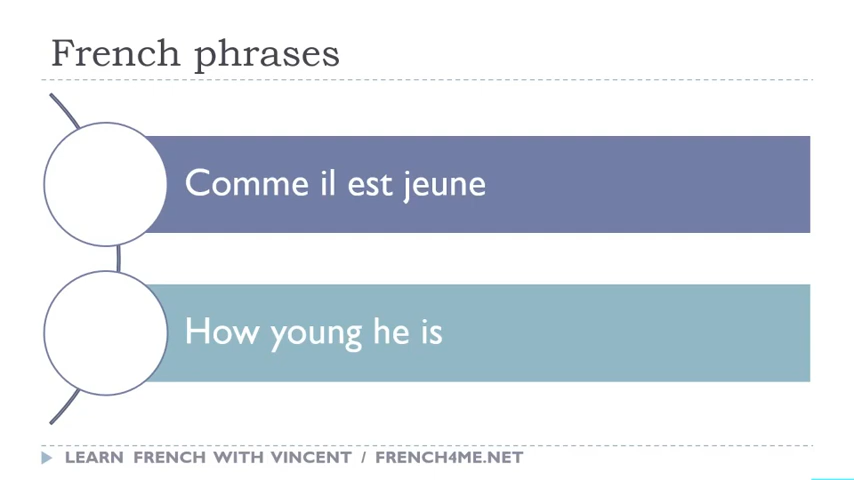 French phrases
Comme il est jeune
How young he is
LEARN FRENCH WITH VINCENT / FRENCH4ME.NET